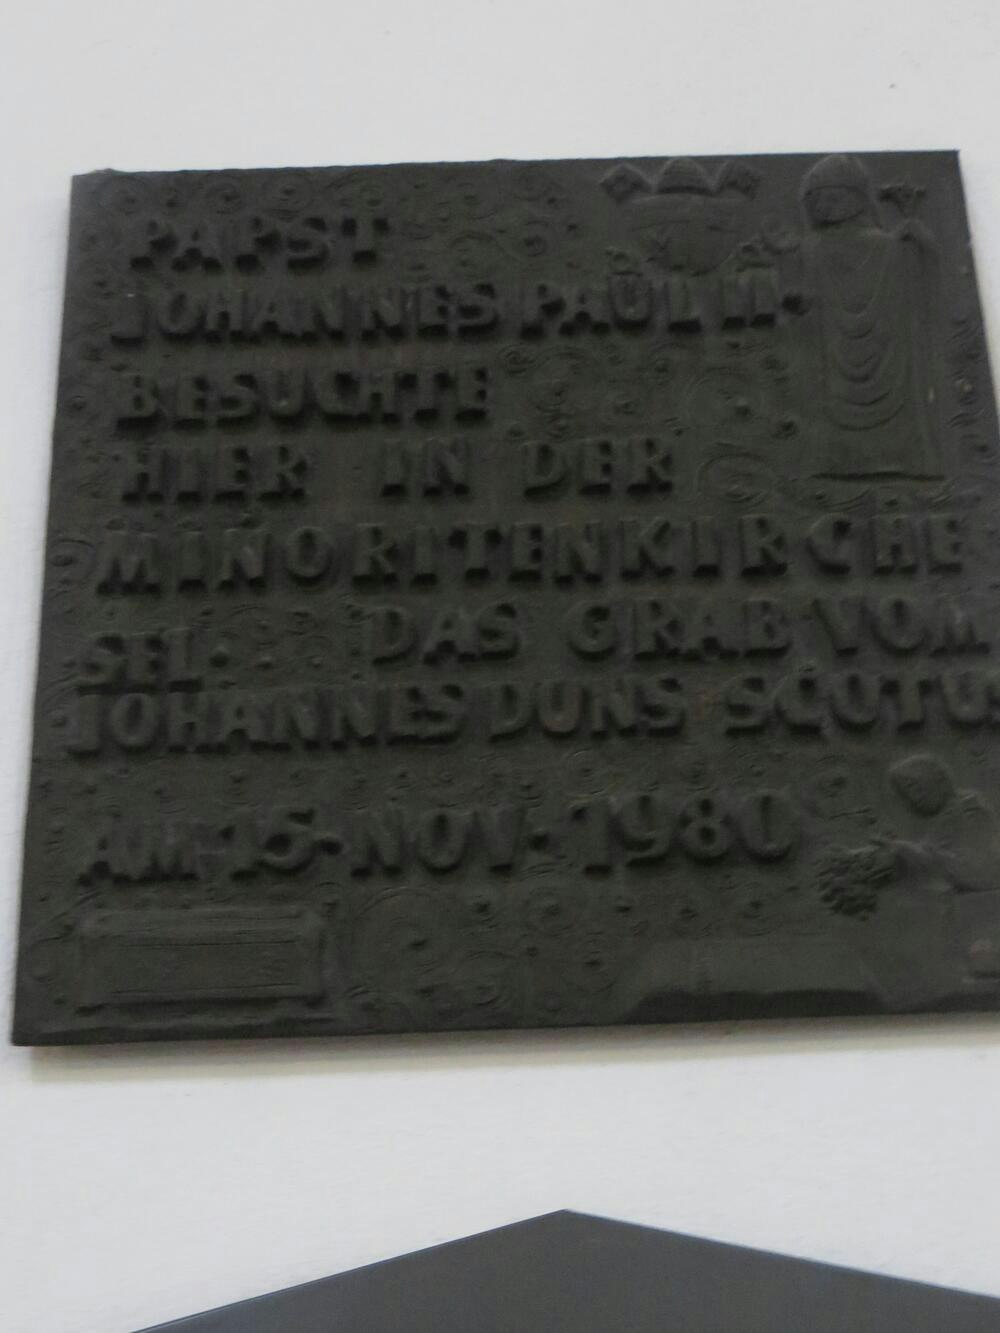 PAPST
JOHANNES PAUL II.
BESUCHTE
HIER IN DER
MINORITENKIRCHE
SEL. DAS GRAB VOM
JOHANNES DUNS SCOTUS
AM 15. NOV. 1980